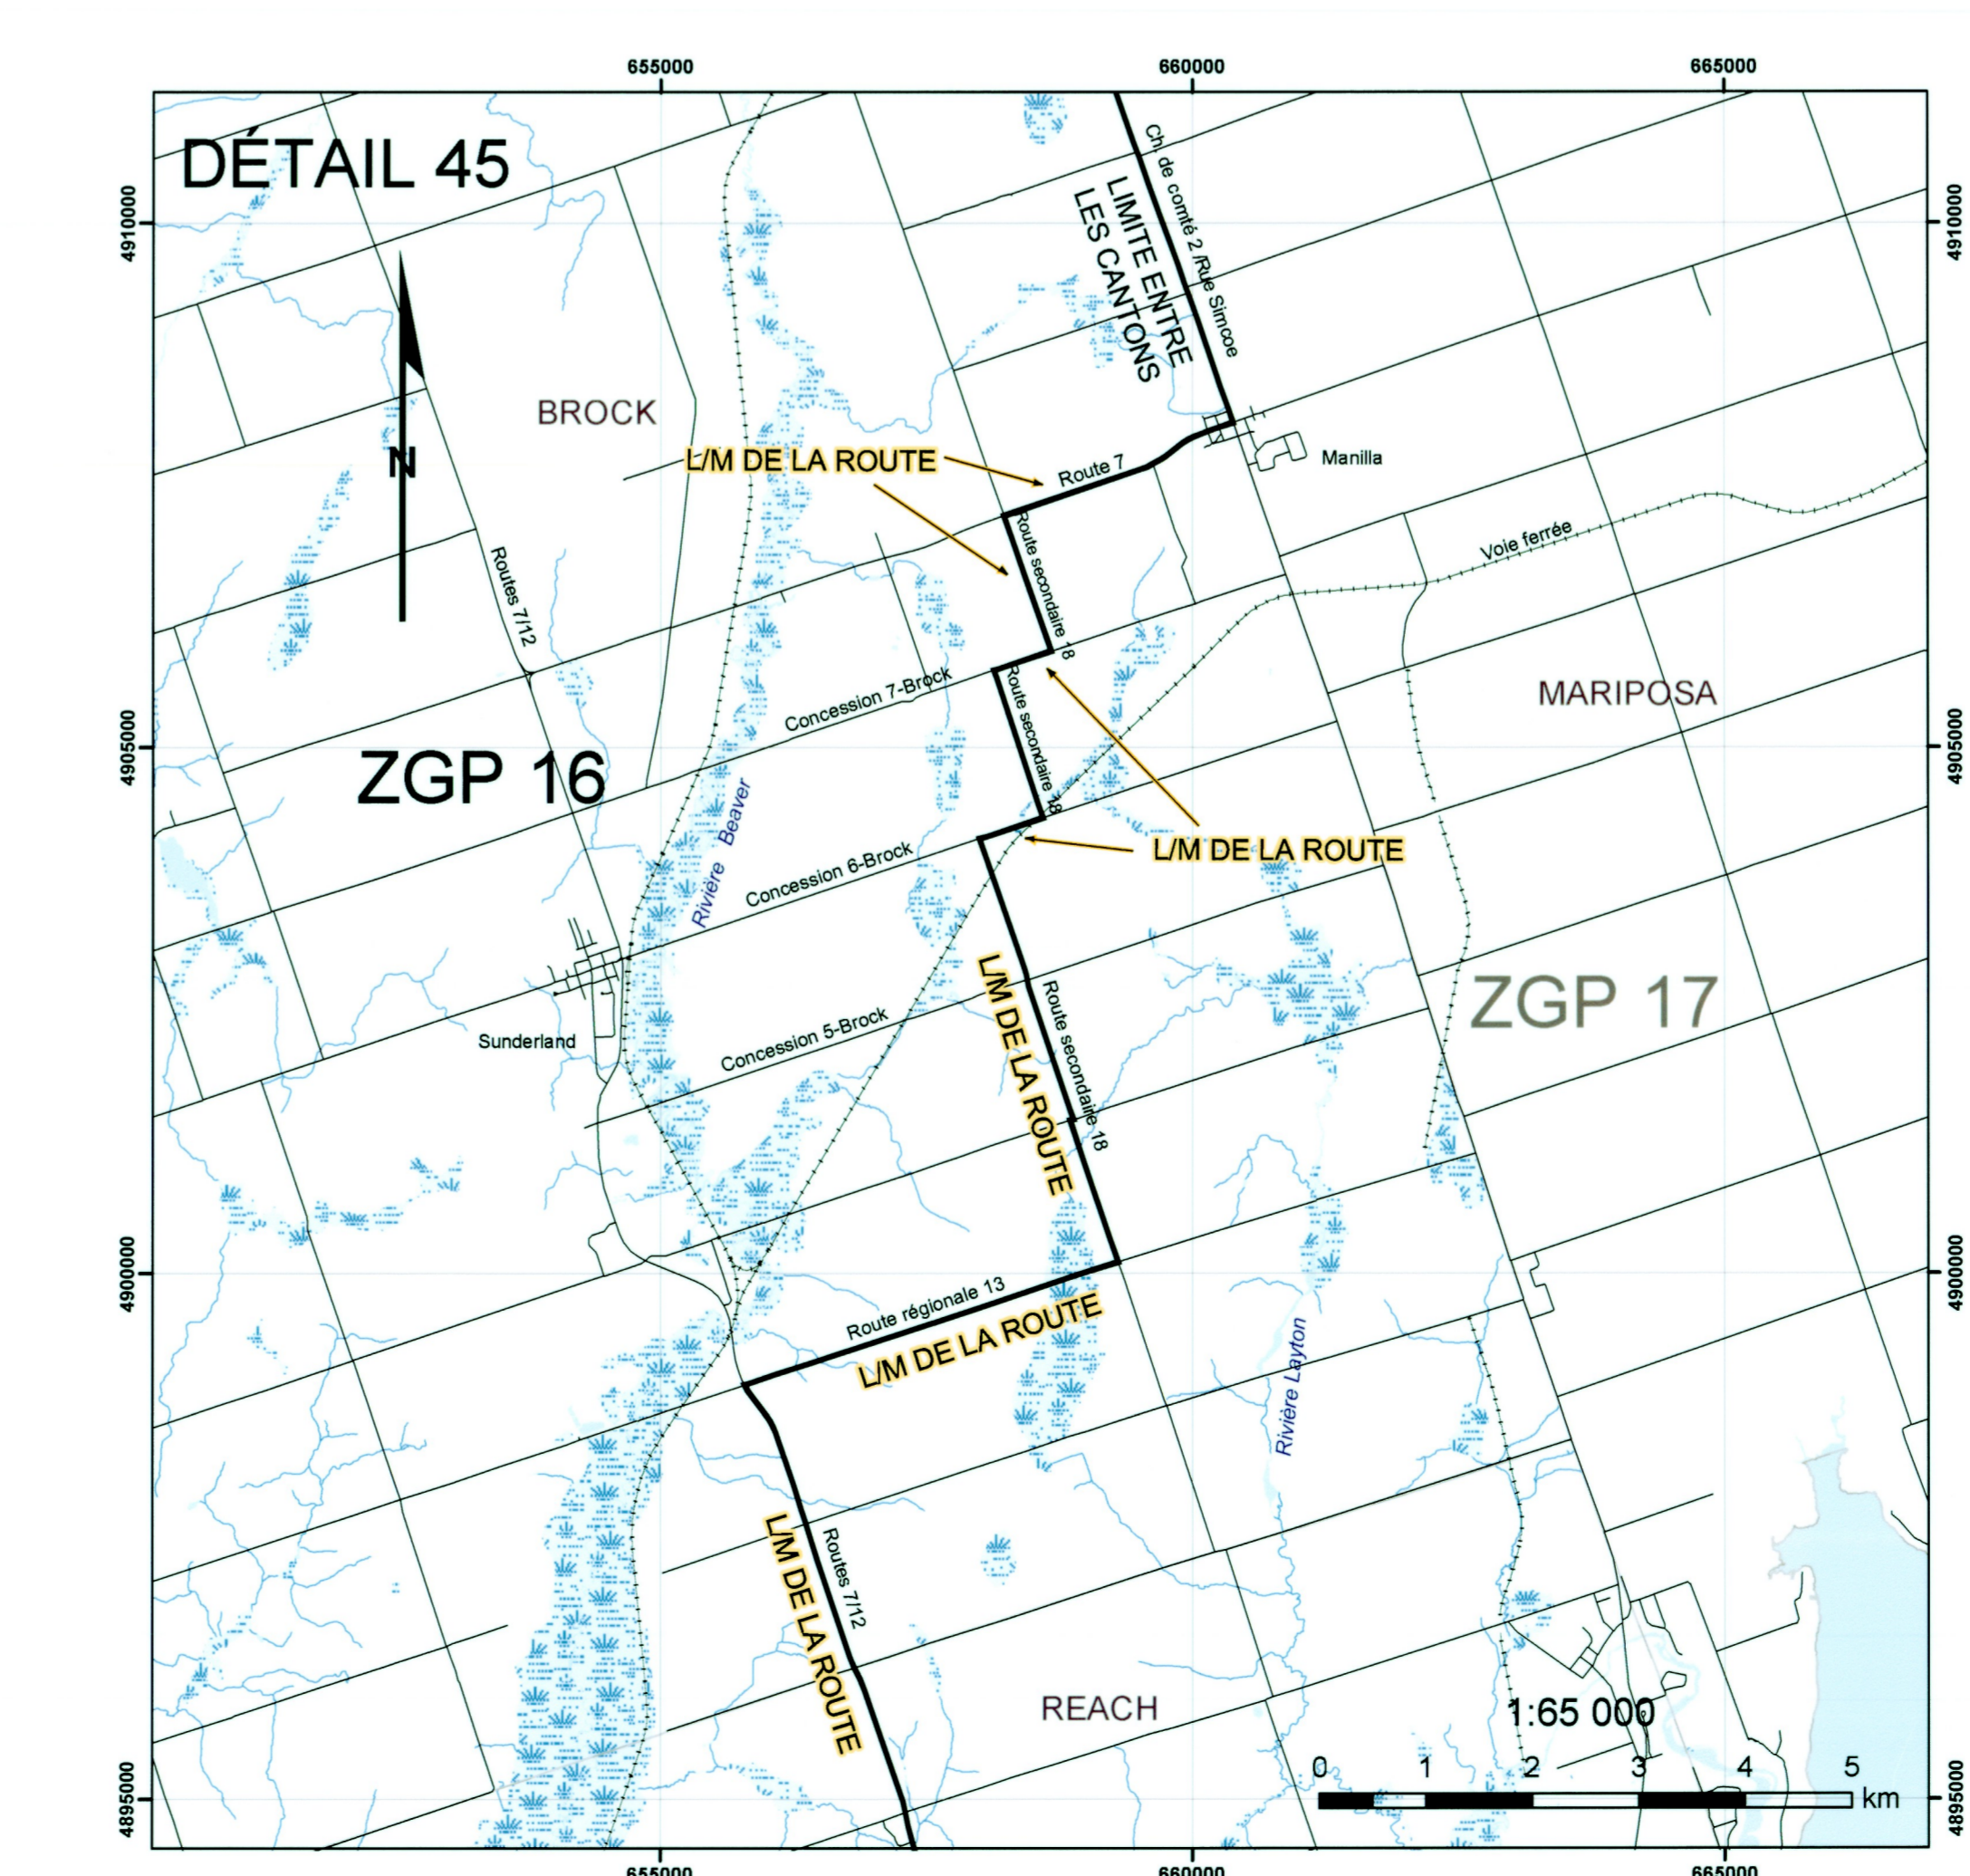 655000
660000
665000
DÉTAIL 45
4910000
4910000
Ch. de comté 2 /Rue Simcoe
LIMITE ENTRE
LES CANTONS
BROCK
N
L/M DE LA ROUTE
Route 7
Manilla
Route secondaire 18
Voie ferrée
Routes 7/12
Concession 7-Brock
Route secondaire 18
MARIPOSA
4905000
4905000
ZGP 16
Rivière Beaver
Concession 6-Brock
L/M DE LA ROUTE
L/M DE LA ROUTE
Route secondaire 18
ZGP 17
Sunderland
Concession 5-Brock
4900000
4900000
Route régionale 13
L/M DE LA ROUTE
Rivière Layton
L/M DE LA ROUTE
Routes 7/12
REACH
1:65 000
0 1 2 3 4 5
km
4895000
4895000
655000
660000
665000